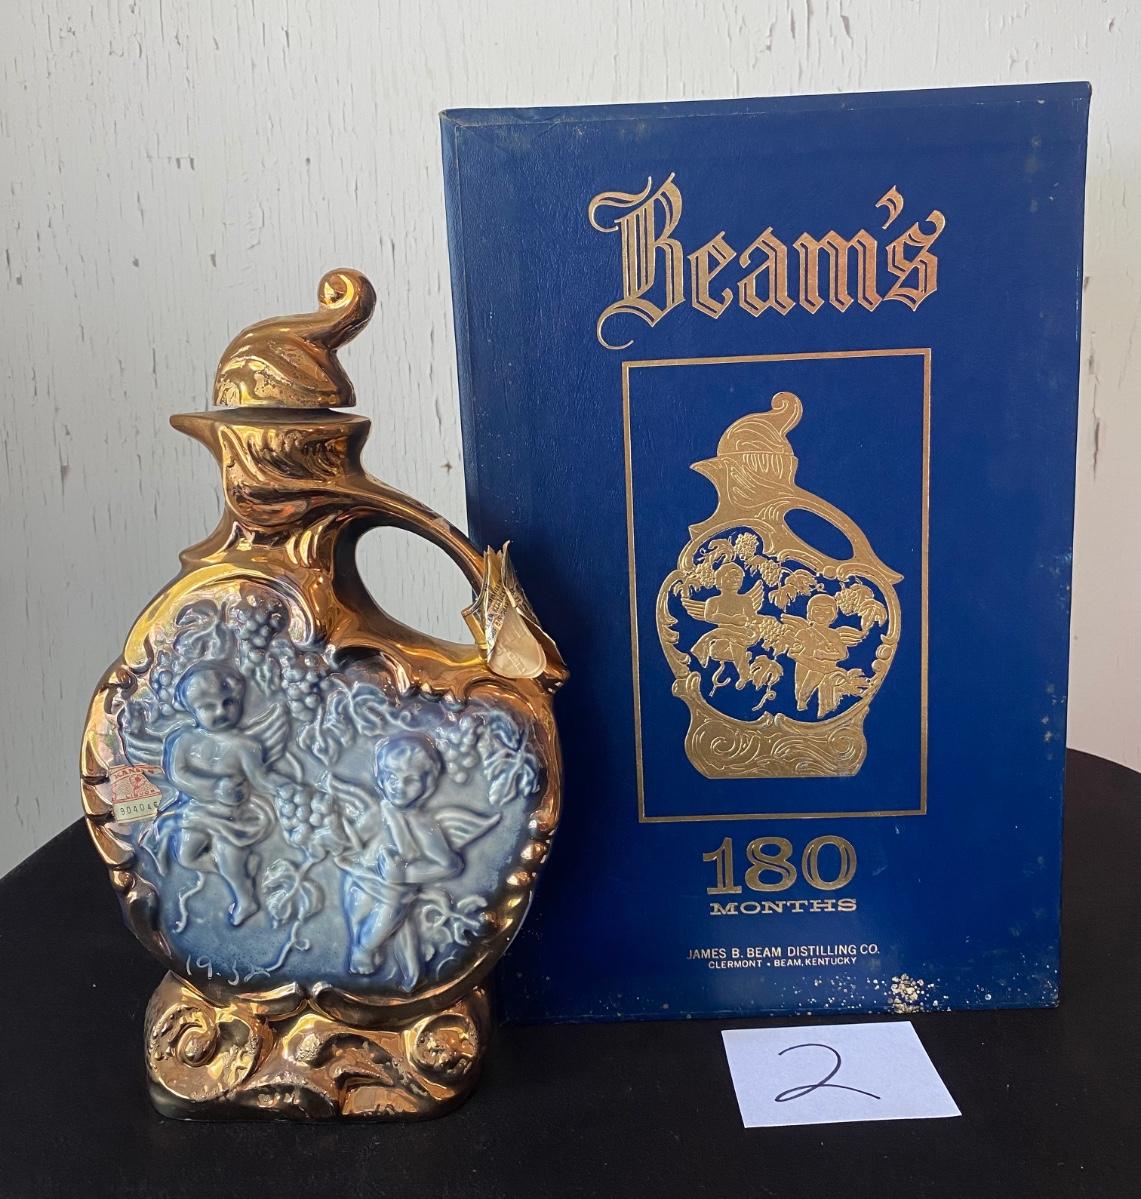 Beam's
180
MONTHS
JAMES B. BEAM DISTILLING CO.
CLERMONT • BEAM, KENTUCKY
2